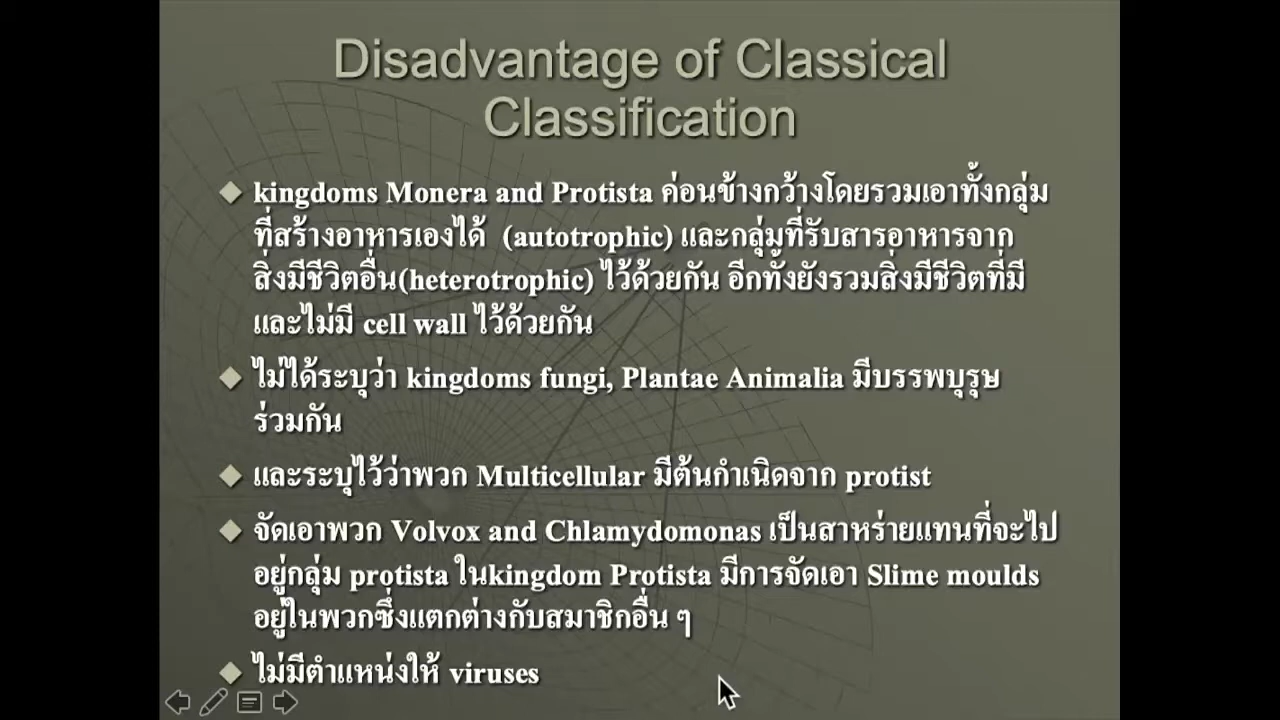 Disadvantage of Classical
Classification
kingdoms Monera and Protista ค่อนข้างกว้างโดยรวมเอาทั้งกลุ่ม
ที่สร้างอาหารเองได้ (autotrophic) และกลุ่มที่รับสารอาหารจาก
สิ่งมีชีวิตอื่น(heterotrophic) ไว้ด้วยกัน อีกทั้งยังรวมสิ่งมีชีวิตที่มี
และไม่มี cell wall ไว้ด้วยกัน
ไม่ได้ระบุว่า kingdoms fungi, Plantae Animalia มีบรรพบุรุษ
ร่วมกัน
และระบุไว้ว่าพวก Multicellular มีต้นกำเนิดจาก protist
จัดเอาพวก Volvox and Chlamydomonas เป็นสาหร่ายแทนที่จะไป
อยู่กลุ่ม protista ในkingdom Protista มีการจัดเอา Slime moulds
อยู่ในพวกซึ่งแตกต่างกับสมาชิกอื่น ๆ
ไม่มีตำแหน่งให้ viruses